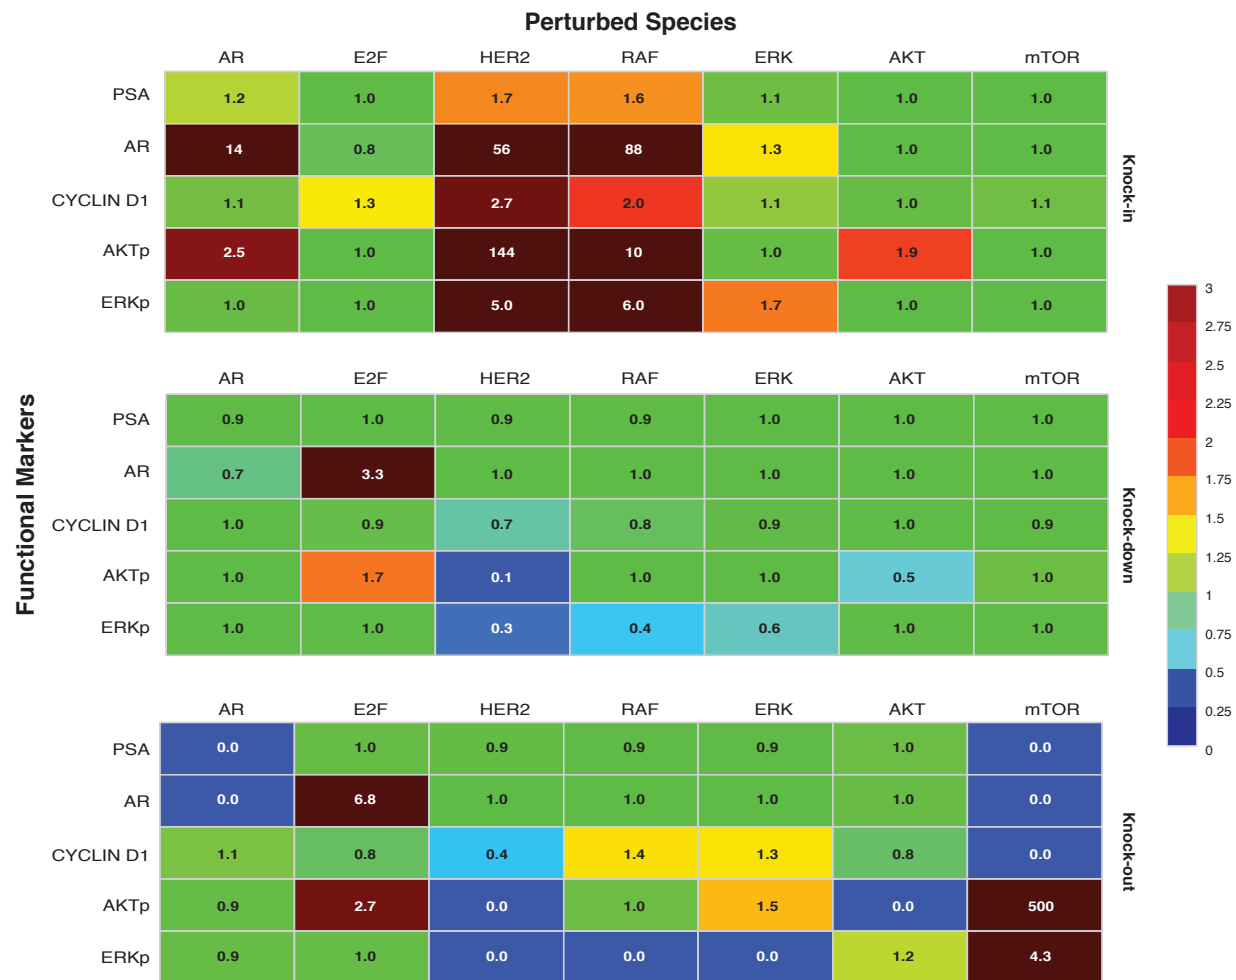 Perturbed Species
AR E2F HER2 RAF ERK AKT mTOR
PSA 1.2 1.0 1.7 1.6 1.1 1.0 1.0
AR 14 0.8 56 88 1.3 1.0 1.0
CYCLIN D1 1.1 1.3 2.7 2.0 1.1 1.0 1.1
AKTp 2.5 1.0 144 10 1.0 1.9 1.0
ERKp 1.0 1.0 5.0 6.0 1.7 1.0 1.0
Knock-in
AR E2F HER2 RAF ERK AKT mTOR
PSA 0.9 1.0 0.9 0.9 1.0 1.0 1.0
AR 0.7 3.3 1.0 1.0 1.0 1.0 1.0
CYCLIN D1 1.0 0.9 0.7 0.8 0.9 1.0 0.9
AKTp 1.0 1.7 0.1 1.0 1.0 0.5 1.0
ERKp 1.0 1.0 0.3 0.4 0.6 1.0 1.0
Knock-down
Functional Markers
AR E2F HER2 RAF ERK AKT mTOR
PSA 0.0 1.0 0.9 0.9 0.9 1.0 0.0
AR 0.0 6.8 1.0 1.0 1.0 1.0 0.0
CYCLIN D1 1.1 0.8 0.4 1.4 1.3 0.8 0.0
AKTp 0.9 2.7 0.0 1.0 1.5 0.0 500
ERKp 0.9 1.0 0.0 0.0 0.0 1.2 4.3
Knock-out
3
2.75
2.5
2.25
2
1.75
1.5
1.25
1
0.75
0.5
0.25
0